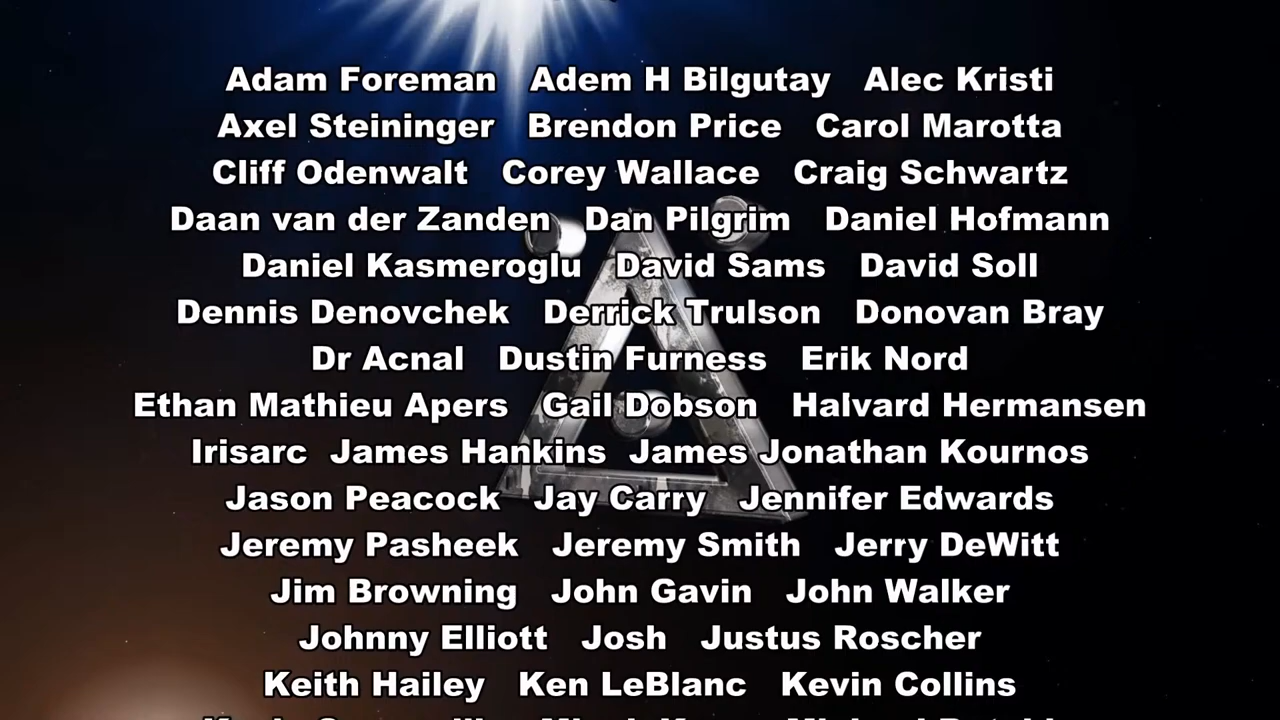 Adam Foreman Adem H Bilgutay Alec Kristi
Axel Steininger Brendon Price Carol Marotta
Cliff Odenwalt Corey Wallace Craig Schwartz
Daan van der Zanden Dan Pilgrim Daniel Hofmann
Daniel Kasmeroglu David Sams David Soll
Dennis Denovchek Derrick Trulson Donovan Bray
Dr Acnal Dustin Furness Erik Nord
Ethan Mathieu Apers Gail Dobson Halvard Hermansen
Irisarc James Hankins James Jonathan Kournos
Jason Peacock Jay Carry Jennifer Edwards
Jeremy Pasheek Jeremy Smith Jerry DeWitt
Jim Browning John Gavin John Walker
Johnny Elliott Josh Justus Roscher
Keith Hailey Ken LeBlanc Kevin Collins